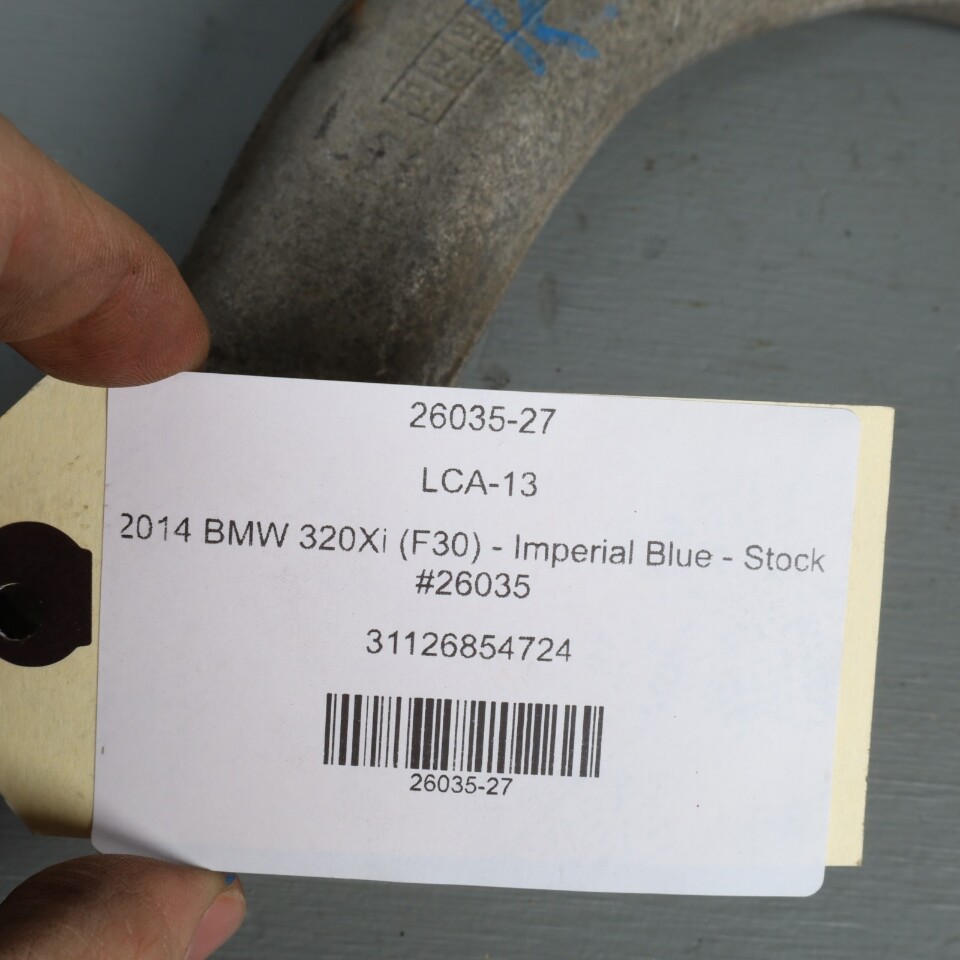 K
26035-27
LCA-13
2014 BMW 320Xi (F30) - Imperial Blue - Stock
#26035
31126854724
26035-27